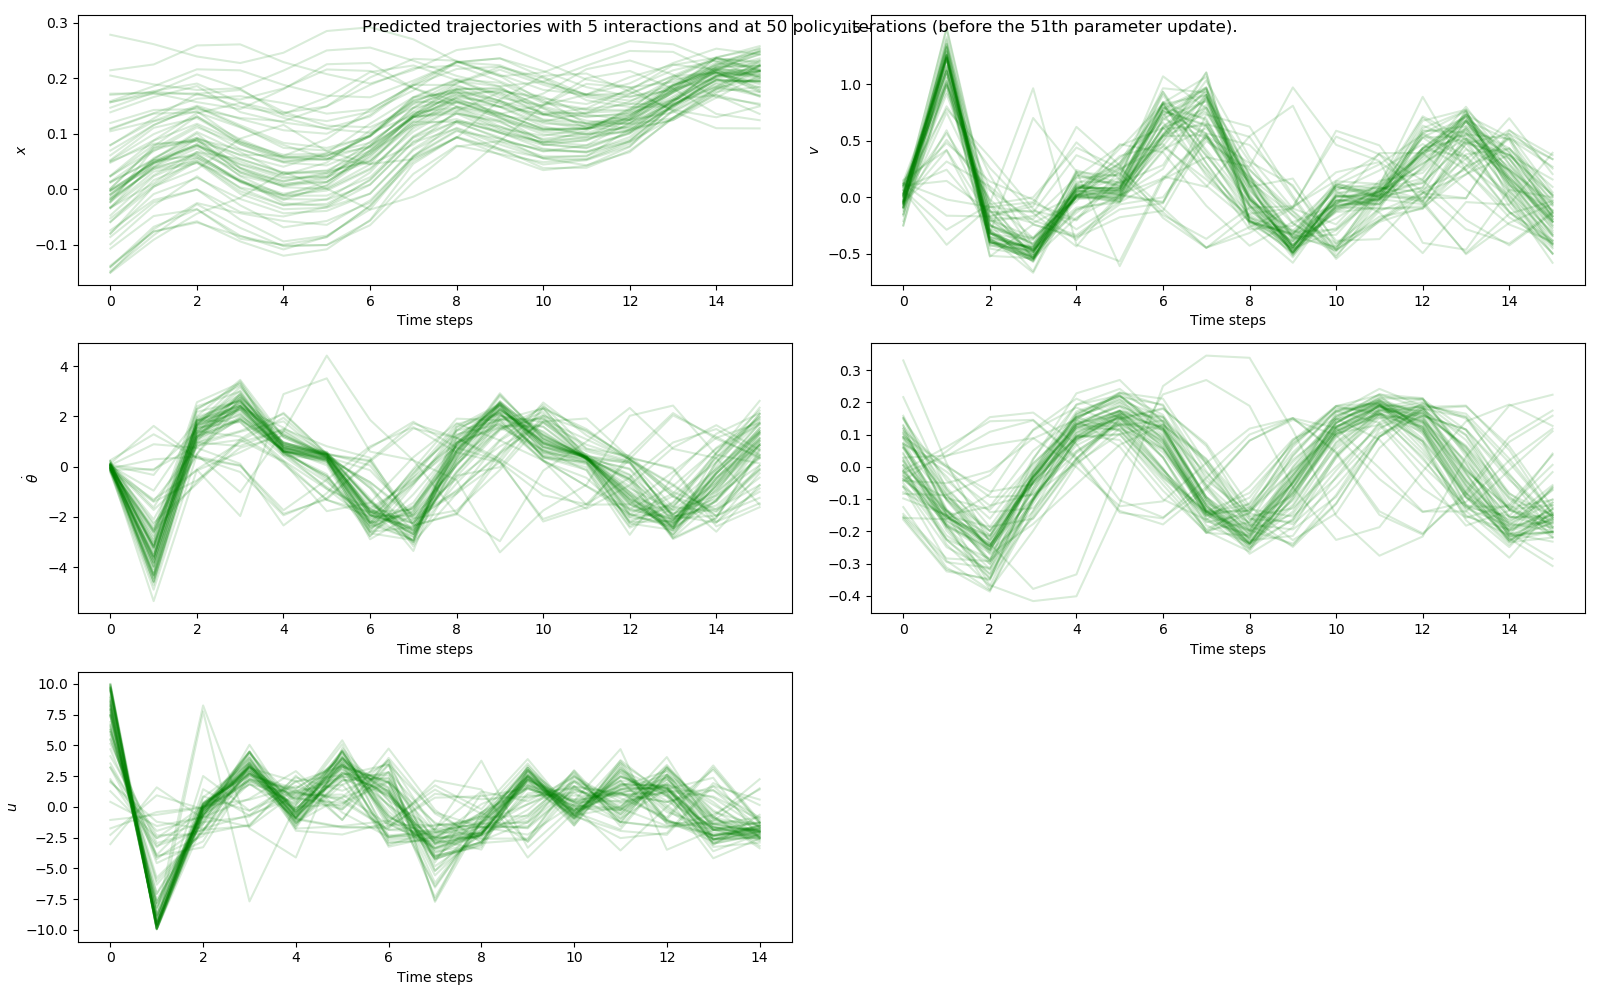 Predicted trajectories with 5 interactions and at 50 policy iterations (before the 51th parameter update).
0.3
0.2
0.1
0.0
−0.1
x
0 2 4 6 8 10 12 14
Time steps
1.5
1.0
0.5
0.0
−0.5
v
0 2 4 6 8 10 12 14
Time steps
4
2
0
−2
−4
θ̇
0 2 4 6 8 10 12 14
Time steps
0.3
0.2
0.1
0.0
−0.1
−0.2
−0.3
−0.4
θ
0 2 4 6 8 10 12 14
Time steps
10.0
7.5
5.0
2.5
0.0
−2.5
−5.0
−7.5
−10.0
u
0 2 4 6 8 10 12 14
Time steps